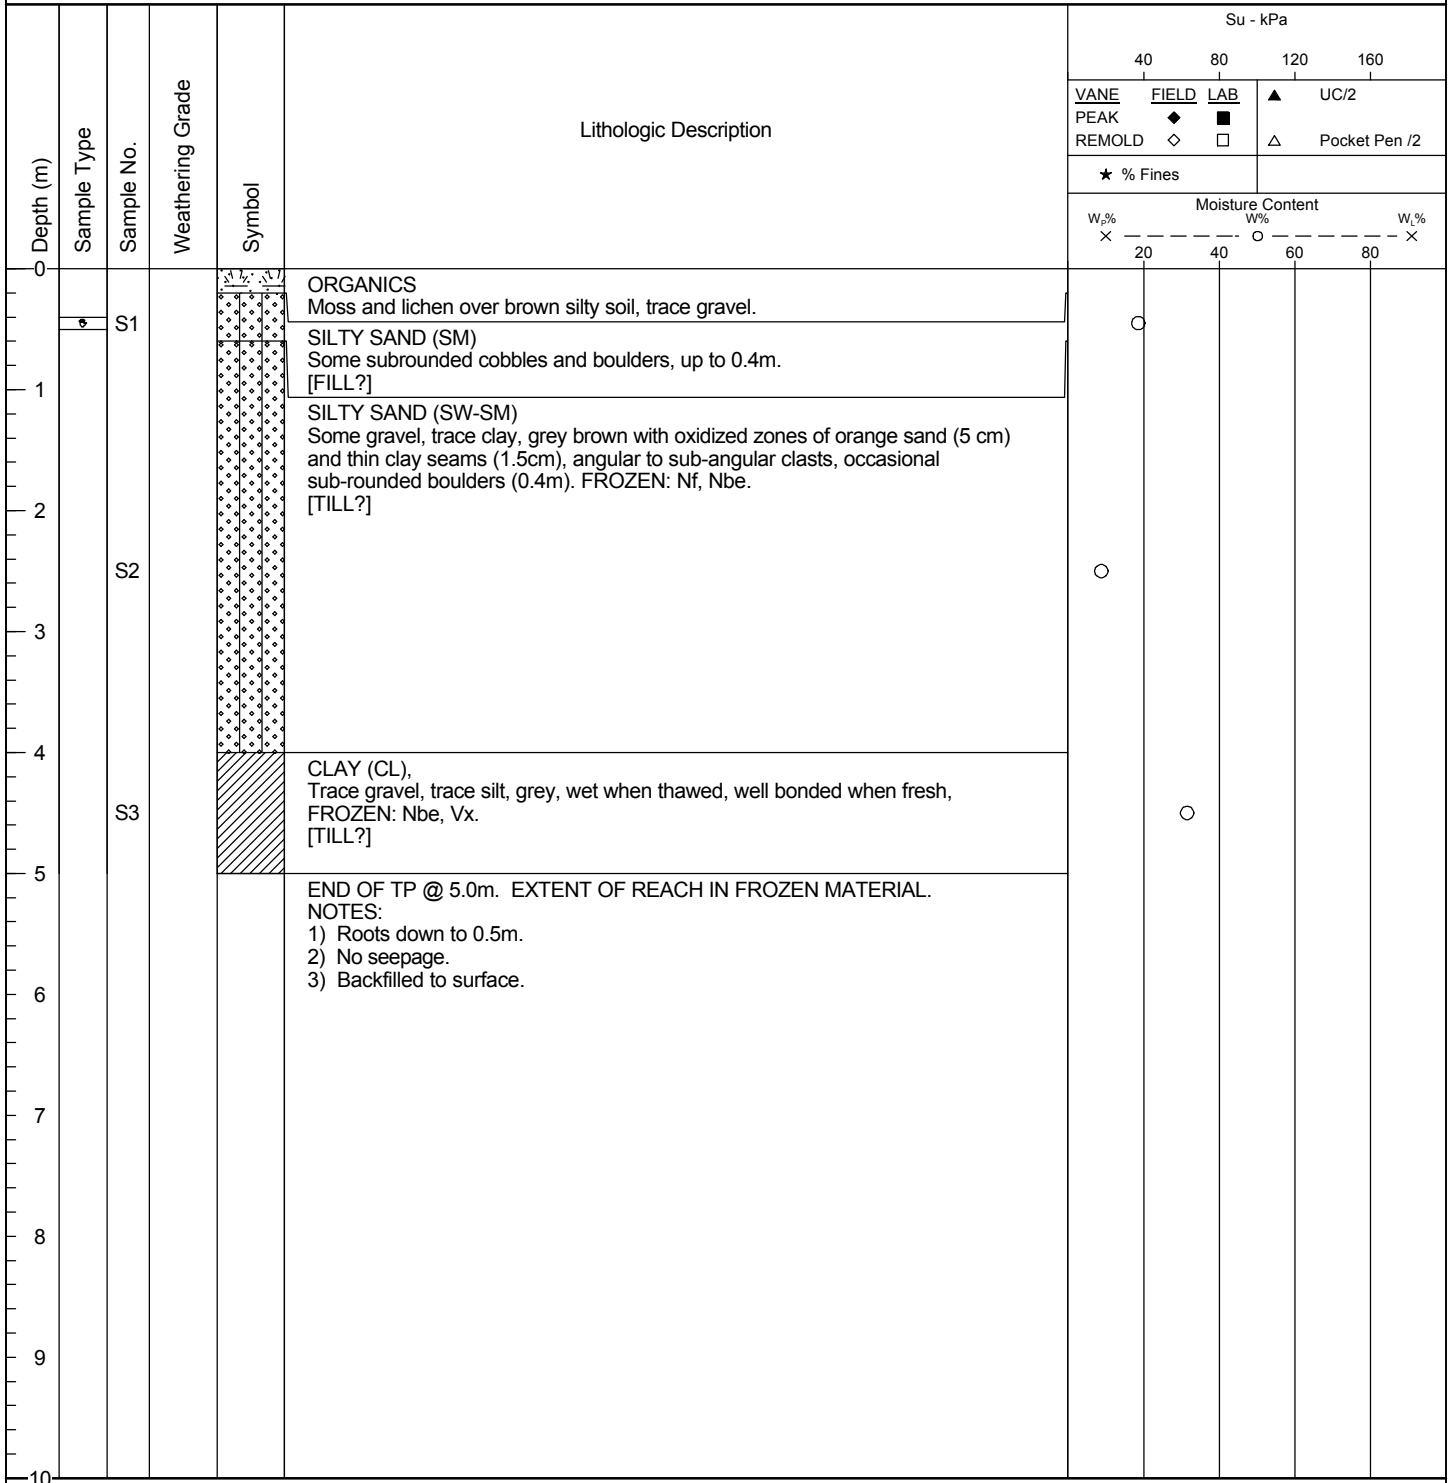 Depth (m)
Sample Type
Sample No.
Weathering Grade
Symbol
Lithologic Description
Su - kPa
40 80 120 160
VANE FIELD LAB ▲ UC/2
PEAK ◆ ■
REMOLD ◇ □ △ Pocket Pen /2
★ % Fines
Moisture Content
Wₚ% W% W_L%
20 40 60 80
0
ORGANICS
Moss and lichen over brown silty soil, trace gravel.
S1
SILTY SAND (SM)
Some subrounded cobbles and boulders, up to 0.4m.
[FILL?]
1
SILTY SAND (SW-SM)
Some gravel, trace clay, grey brown with oxidized zones of orange sand (5 cm)
and thin clay seams (1.5cm), angular to sub-angular clasts, occasional
sub-rounded boulders (0.4m). FROZEN: Nf, Nbe.
[TILL?]
2
S2
3
4
CLAY (CL),
Trace gravel, trace silt, grey, wet when thawed, well bonded when fresh,
S3
FROZEN: Nbe, Vx.
[TILL?]
5
END OF TP @ 5.0m. EXTENT OF REACH IN FROZEN MATERIAL.
NOTES:
1) Roots down to 0.5m.
2) No seepage.
3) Backfilled to surface.
6
7
8
9
10